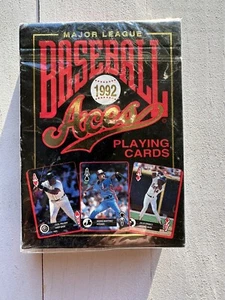 MAJOR LEAGUE
BASEBALL
1992
Aces
PLAYING
CARDS